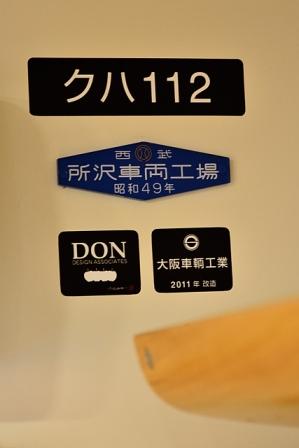 クハ112
西 武
所沢車両工場
昭和49年
DON
DESIGN ASSOCIATES
大阪車輌工業
2011年 改造